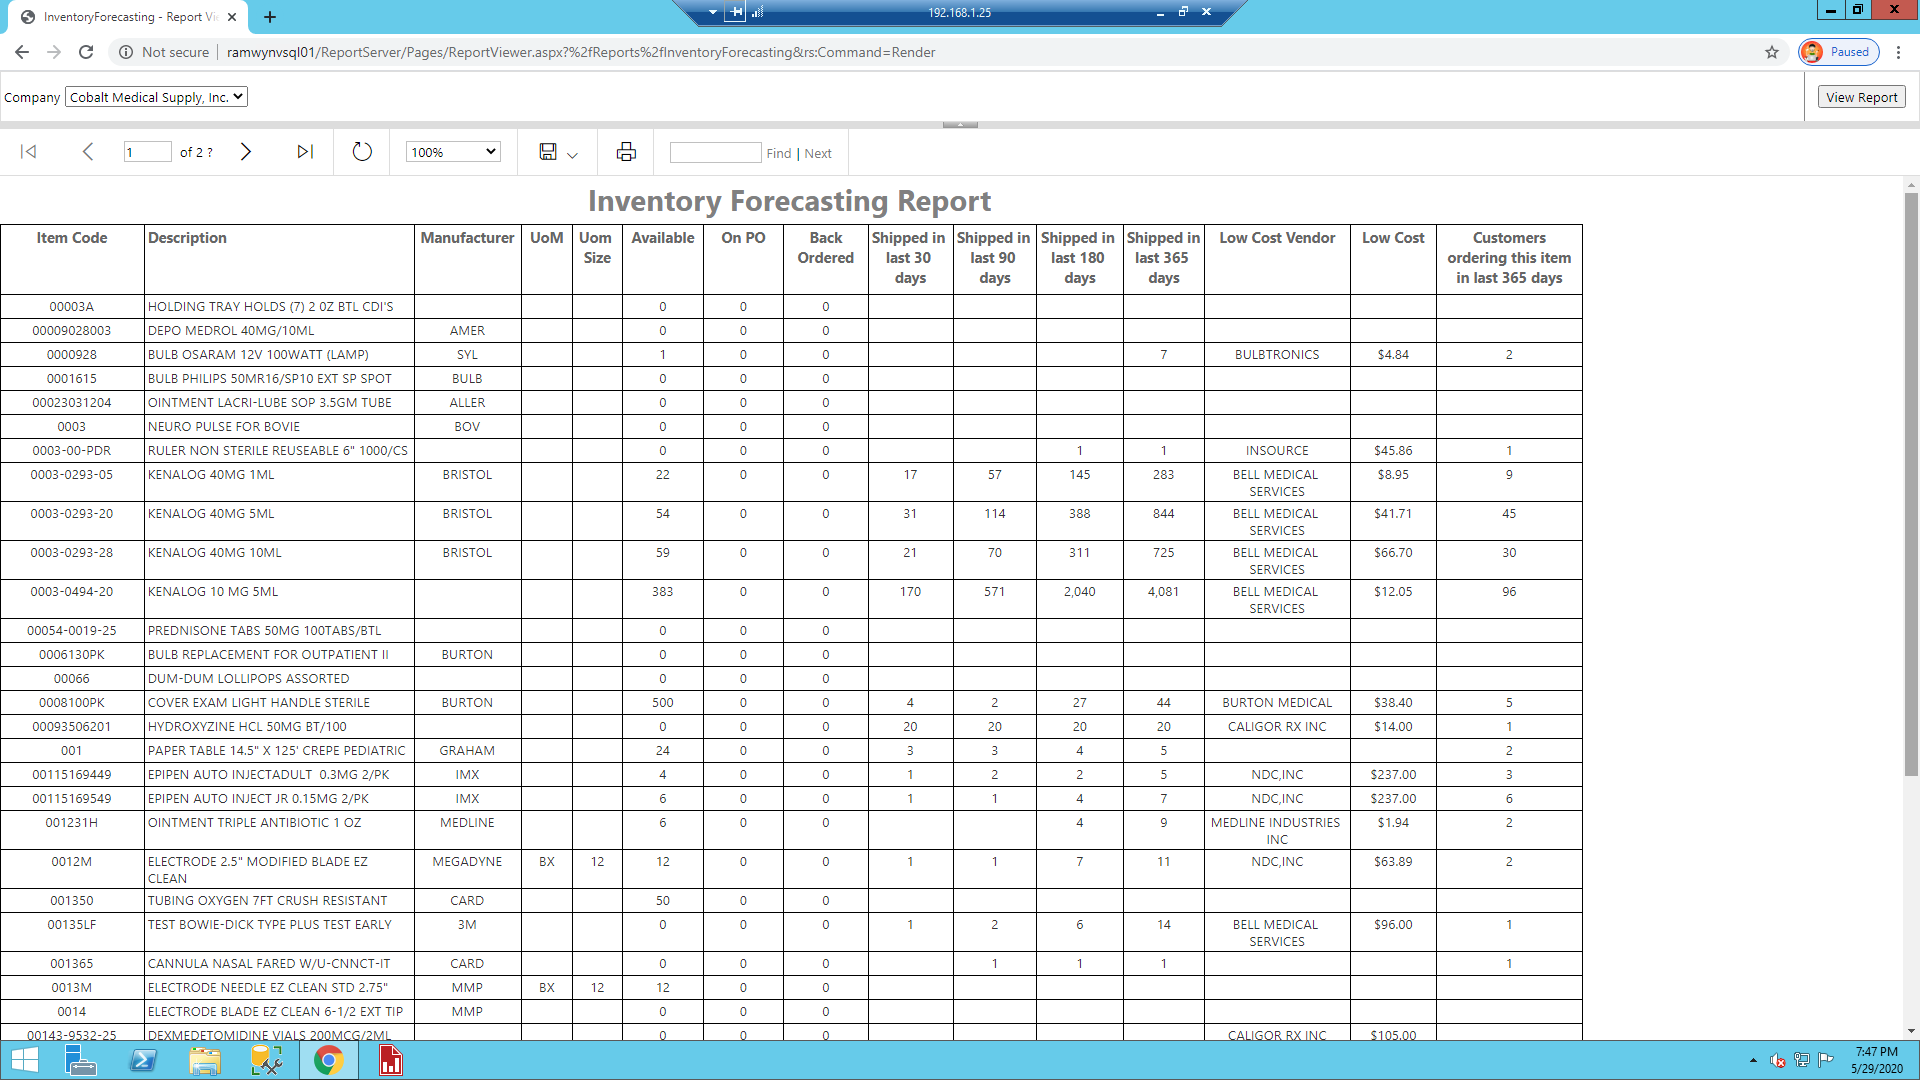 InventoryForecasting - Report Vi
192.168.1.25
Not secure | ramwynvsql01/ReportServer/Pages/ReportViewer.aspx?%2fReports%2fInventoryForecasting&rs:Command=Render
Paused
Company Cobalt Medical Supply, Inc. View Report
1 of 2 ? 100% Find | Next
Inventory Forecasting Report
Item Code Description Manufacturer UoM Uom Size Available On PO Back Ordered Shipped in last 30 days Shipped in last 90 days Shipped in last 180 days Shipped in last 365 days Low Cost Vendor Low Cost Customers ordering this item in last 365 days
00003A HOLDING TRAY HOLDS (7) 2 0Z BTL CDI'S 0 0 0
00009028003 DEPO MEDROL 40MG/10ML AMER 0 0 0
0000928 BULB OSARAM 12V 100WATT (LAMP) SYL 1 0 0 7 BULBTRONICS $4.84 2
0001615 BULB PHILIPS 50MR16/SP10 EXT SP SPOT BULB 0 0 0
00023031204 OINTMENT LACRI-LUBE SOP 3.5GM TUBE ALLER 0 0 0
0003 NEURO PULSE FOR BOVIE BOV 0 0 0
0003-00-PDR RULER NON STERILE REUSEABLE 6" 1000/CS 0 0 0 1 1 INSOURCE $45.86 1
0003-0293-05 KENALOG 40MG 1ML BRISTOL 22 0 0 17 57 145 283 BELL MEDICAL SERVICES $8.95 9
0003-0293-20 KENALOG 40MG 5ML BRISTOL 54 0 0 31 114 388 844 BELL MEDICAL SERVICES $41.71 45
0003-0293-28 KENALOG 40MG 10ML BRISTOL 59 0 0 21 70 311 725 BELL MEDICAL SERVICES $66.70 30
0003-0494-20 KENALOG 10 MG 5ML 383 0 0 170 571 2,040 4,081 BELL MEDICAL SERVICES $12.05 96
00054-0019-25 PREDNISONE TABS 50MG 100TABS/BTL 0 0 0
0006130PK BULB REPLACEMENT FOR OUTPATIENT II BURTON 0 0 0
00066 DUM-DUM LOLLIPOPS ASSORTED 0 0 0
0008100PK COVER EXAM LIGHT HANDLE STERILE BURTON 500 0 0 4 2 27 44 BURTON MEDICAL $38.40 5
00093506201 HYDROXYZINE HCL 50MG BT/100 0 0 0 20 20 20 20 CALIGOR RX INC $14.00 1
001 PAPER TABLE 14.5" X 125' CREPE PEDIATRIC GRAHAM 24 0 0 3 3 4 5 2
00115169449 EPIPEN AUTO INJECTADULT 0.3MG 2/PK IMX 4 0 0 1 2 2 5 NDC,INC $237.00 3
00115169549 EPIPEN AUTO INJECT JR 0.15MG 2/PK IMX 6 0 0 1 1 4 7 NDC,INC $237.00 6
001231H OINTMENT TRIPLE ANTIBIOTIC 1 OZ MEDLINE 6 0 0 4 9 MEDLINE INDUSTRIES INC $1.94 2
0012M ELECTRODE 2.5" MODIFIED BLADE EZ CLEAN MEGADYNE BX 12 12 0 0 1 1 7 11 NDC,INC $63.89 2
001350 TUBING OXYGEN 7FT CRUSH RESISTANT CARD 50 0 0
00135LF TEST BOWIE-DICK TYPE PLUS TEST EARLY 3M 0 0 0 1 2 6 14 BELL MEDICAL SERVICES $96.00 1
001365 CANNULA NASAL FARED W/U-CNNCT-IT CARD 0 0 0 1 1 1 1
0013M ELECTRODE NEEDLE EZ CLEAN STD 2.75" MMP BX 12 12 0 0
0014 ELECTRODE BLADE EZ CLEAN 6-1/2 EXT TIP MMP 0 0 0
00143-9532-25 DEXMEDETOMIDINE VIALS 200MCG/2ML 0 0 0 CALIGOR RX INC $105.00
7:47 PM
5/29/2020